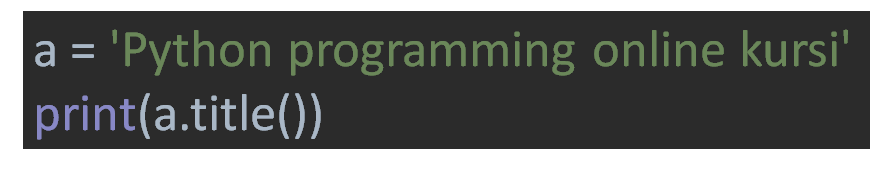 a = 'Python programming online kursi'
print(a.title())